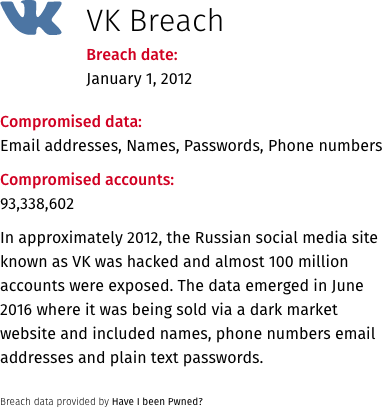 VK Breach
Breach date:
January 1, 2012
Compromised data:
Email addresses, Names, Passwords, Phone numbers
Compromised accounts:
93,338,602
In approximately 2012, the Russian social media site
known as VK was hacked and almost 100 million
accounts were exposed. The data emerged in June
2016 where it was being sold via a dark market
website and included names, phone numbers email
addresses and plain text passwords.
Breach data provided by Have I been Pwned?